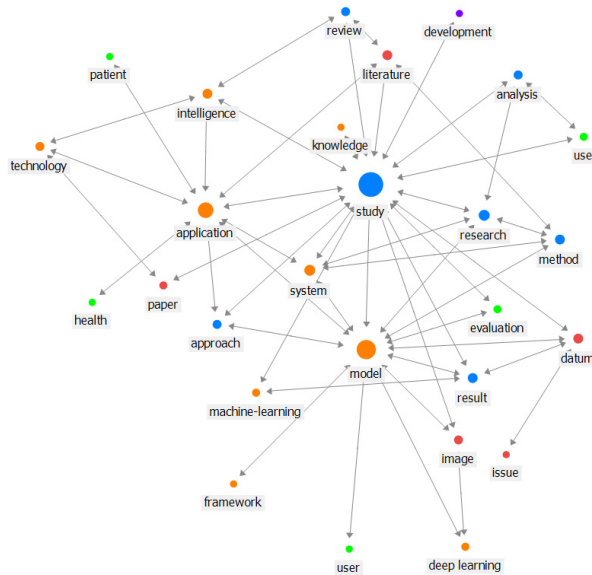 review
development
patient
literature
analysis
intelligence
knowledge
use
technology
study
application
research
method
system
paper
health
evaluation
approach
datum
model
result
machine-learning
image
issue
framework
user
deep learning